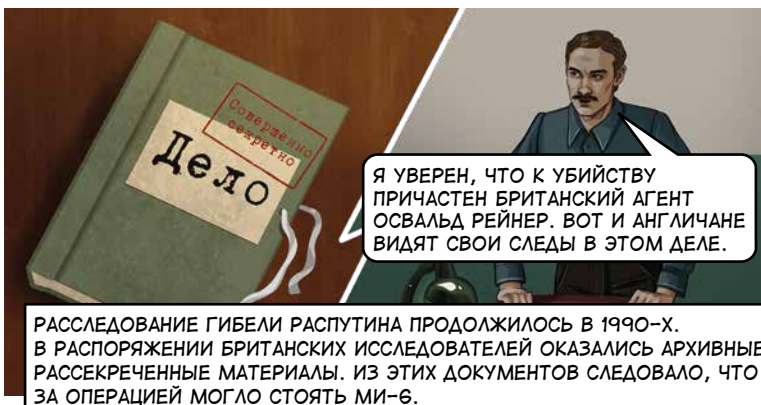 Совершенно
секретно
Дело
Я УВЕРЕН, ЧТО К УБИЙСТВУ
ПРИЧАСТЕН БРИТАНСКИЙ АГЕНТ
ОСВАЛЬД РЕЙНЕР. ВОТ И АНГЛИЧАНЕ
ВИДЯТ СВОИ СЛЕДЫ В ЭТОМ ДЕЛЕ.
РАССЛЕДОВАНИЕ ГИБЕЛИ РАСПУТИНА ПРОДОЛЖИЛОСЬ В 1990-Х.
В РАСПОРЯЖЕНИИ БРИТАНСКИХ ИССЛЕДОВАТЕЛЕЙ ОКАЗАЛИСЬ АРХИВНЫЕ
РАССЕКРЕЧЕННЫЕ МАТЕРИАЛЫ. ИЗ ЭТИХ ДОКУМЕНТОВ СЛЕДОВАЛО, ЧТО
ЗА ОПЕРАЦИЕЙ МОГЛО СТОЯТЬ МИ-6.